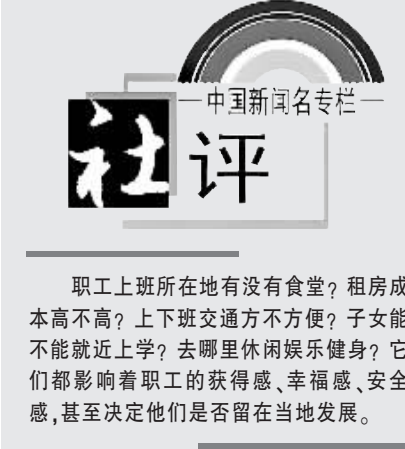 中国新闻名专栏
社评
职工上班所在地有没有食堂？租房成
本高不高？上下班交通方不方便？子女能
不能就近上学？去哪里休闲娱乐健身？它
们都影响着职工的获得感、幸福感、安全
感,甚至决定他们是否留在当地发展。